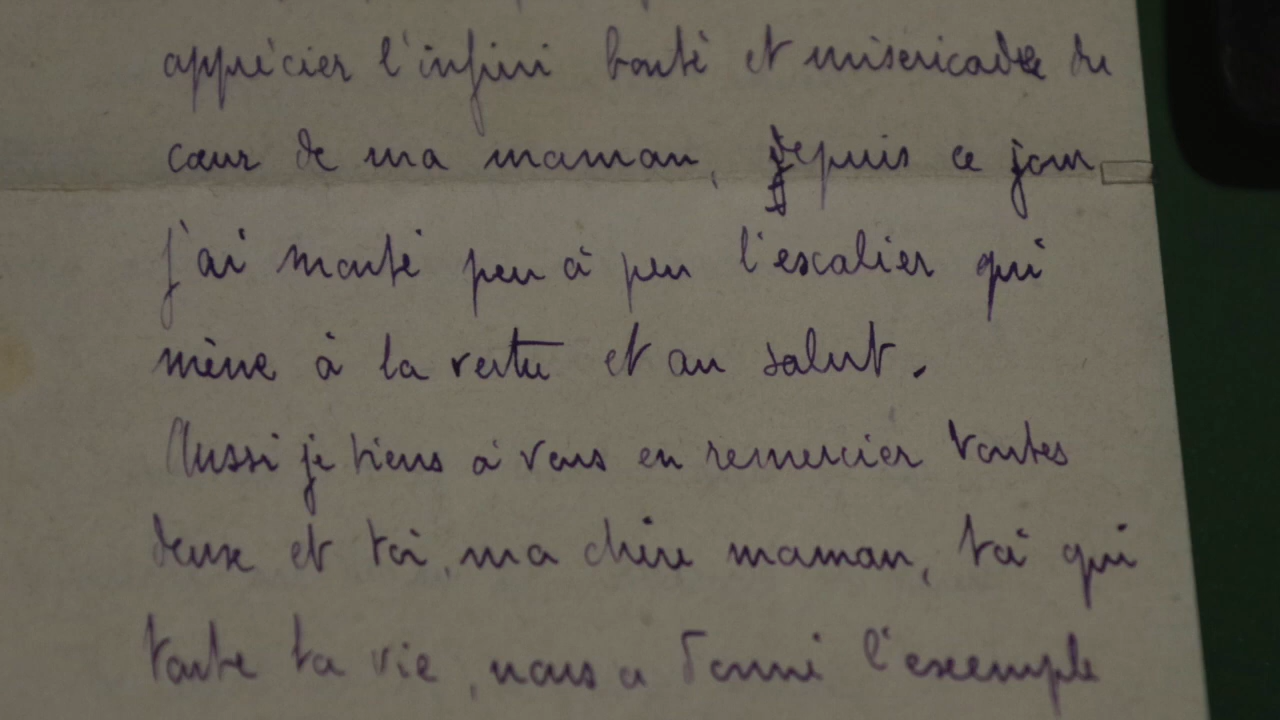 apprécier l'infini bonté et misericorde du
cœur de ma maman, depuis ce jour
j'ai monté peu à peu l'escalier qui
mène à la vertu et au salut.
Aussi je tiens à vous en remercier toutes
deux et toi, ma chère maman, toi qui
toute ta vie, nous a donné l'exemple